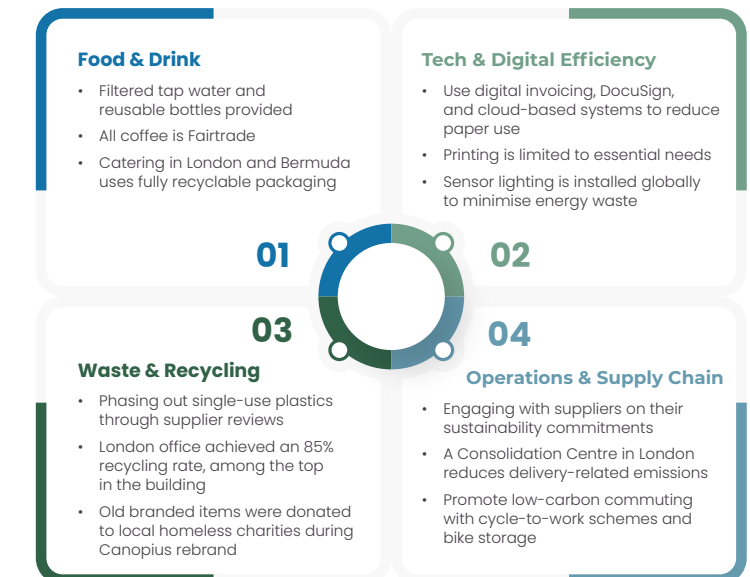 Food & Drink
• Filtered tap water and
reusable bottles provided
• All coffee is Fairtrade
• Catering in London and Bermuda
uses fully recyclable packaging
01
Tech & Digital Efficiency
• Use digital invoicing, DocuSign,
and cloud-based systems to reduce
paper use
• Printing is limited to essential needs
• Sensor lighting is installed globally
to minimise energy waste
02
03
Waste & Recycling
• Phasing out single-use plastics
through supplier reviews
• London office achieved an 85%
recycling rate, among the top
in the building
• Old branded items were donated
to local homeless charities during
Canopius rebrand
04
Operations & Supply Chain
• Engaging with suppliers on their
sustainability commitments
• A Consolidation Centre in London
reduces delivery-related emissions
• Promote low-carbon commuting
with cycle-to-work schemes and
bike storage